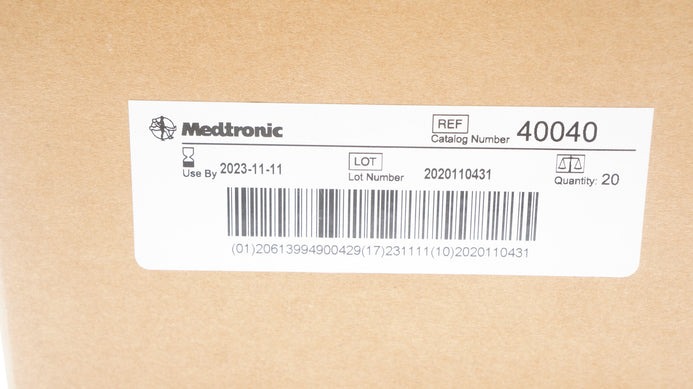 Medtronic
REF
Catalog Number 40040
Use By 2023-11-11
LOT
Lot Number 2020110431
Quantity: 20
(01)20613994900429(17)231111(10)2020110431